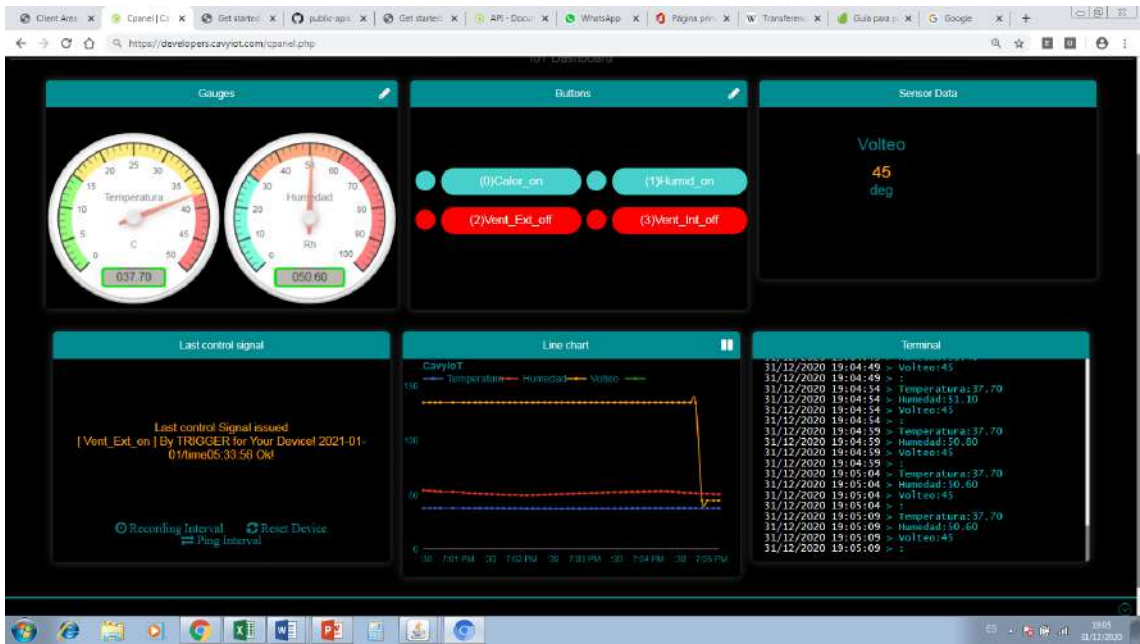 Client Area
Cpanel | Ca
Get started
public-apis
Get started
API - Docu
WhatsApp
Página prin
Transferenc
Guía para p
Google
https://developers.cavyiot.com/cpanel.php
IoT Dashboard
Gauges
Buttons
Sensor Data
Temperatura
C
0 5 10 15 20 25 30 35 40 45 50
037.70
Humedad
Rh
0 10 20 30 40 50 60 70 80 90 100
050.60
(0)Calor_on
(1)Humid_on
(2)Vent_Ext_off
(3)Vent_Int_off
Volteo
45
deg
Last control signal
Last control Signal issued
[ Vent_Ext_on ] By TRIGGER for Your Device! 2021-01-
01/time05:33:56 Ok!
Recording Interval Reset Device
Ping Interval
Line chart
CavyIoT
Temperatura Humedad Volteo
150
100
50
0
:30 7:01 PM :30 7:02 PM :30 7:03 PM :30 7:04 PM :30 7:05 PM
Terminal
31/12/2020 19:04:49 > Volteo:45
31/12/2020 19:04:49 > :
31/12/2020 19:04:54 > Temperatura:37.70
31/12/2020 19:04:54 > Humedad:51.10
31/12/2020 19:04:54 > Volteo:45
31/12/2020 19:04:54 > :
31/12/2020 19:04:59 > Temperatura:37.70
31/12/2020 19:04:59 > Humedad:50.80
31/12/2020 19:04:59 > Volteo:45
31/12/2020 19:04:59 > :
31/12/2020 19:05:04 > Temperatura:37.70
31/12/2020 19:05:04 > Humedad:50.60
31/12/2020 19:05:04 > Volteo:45
31/12/2020 19:05:04 > :
31/12/2020 19:05:09 > Temperatura:37.70
31/12/2020 19:05:09 > Humedad:50.60
31/12/2020 19:05:09 > Volteo:45
31/12/2020 19:05:09 > :
19:05
31/12/2020